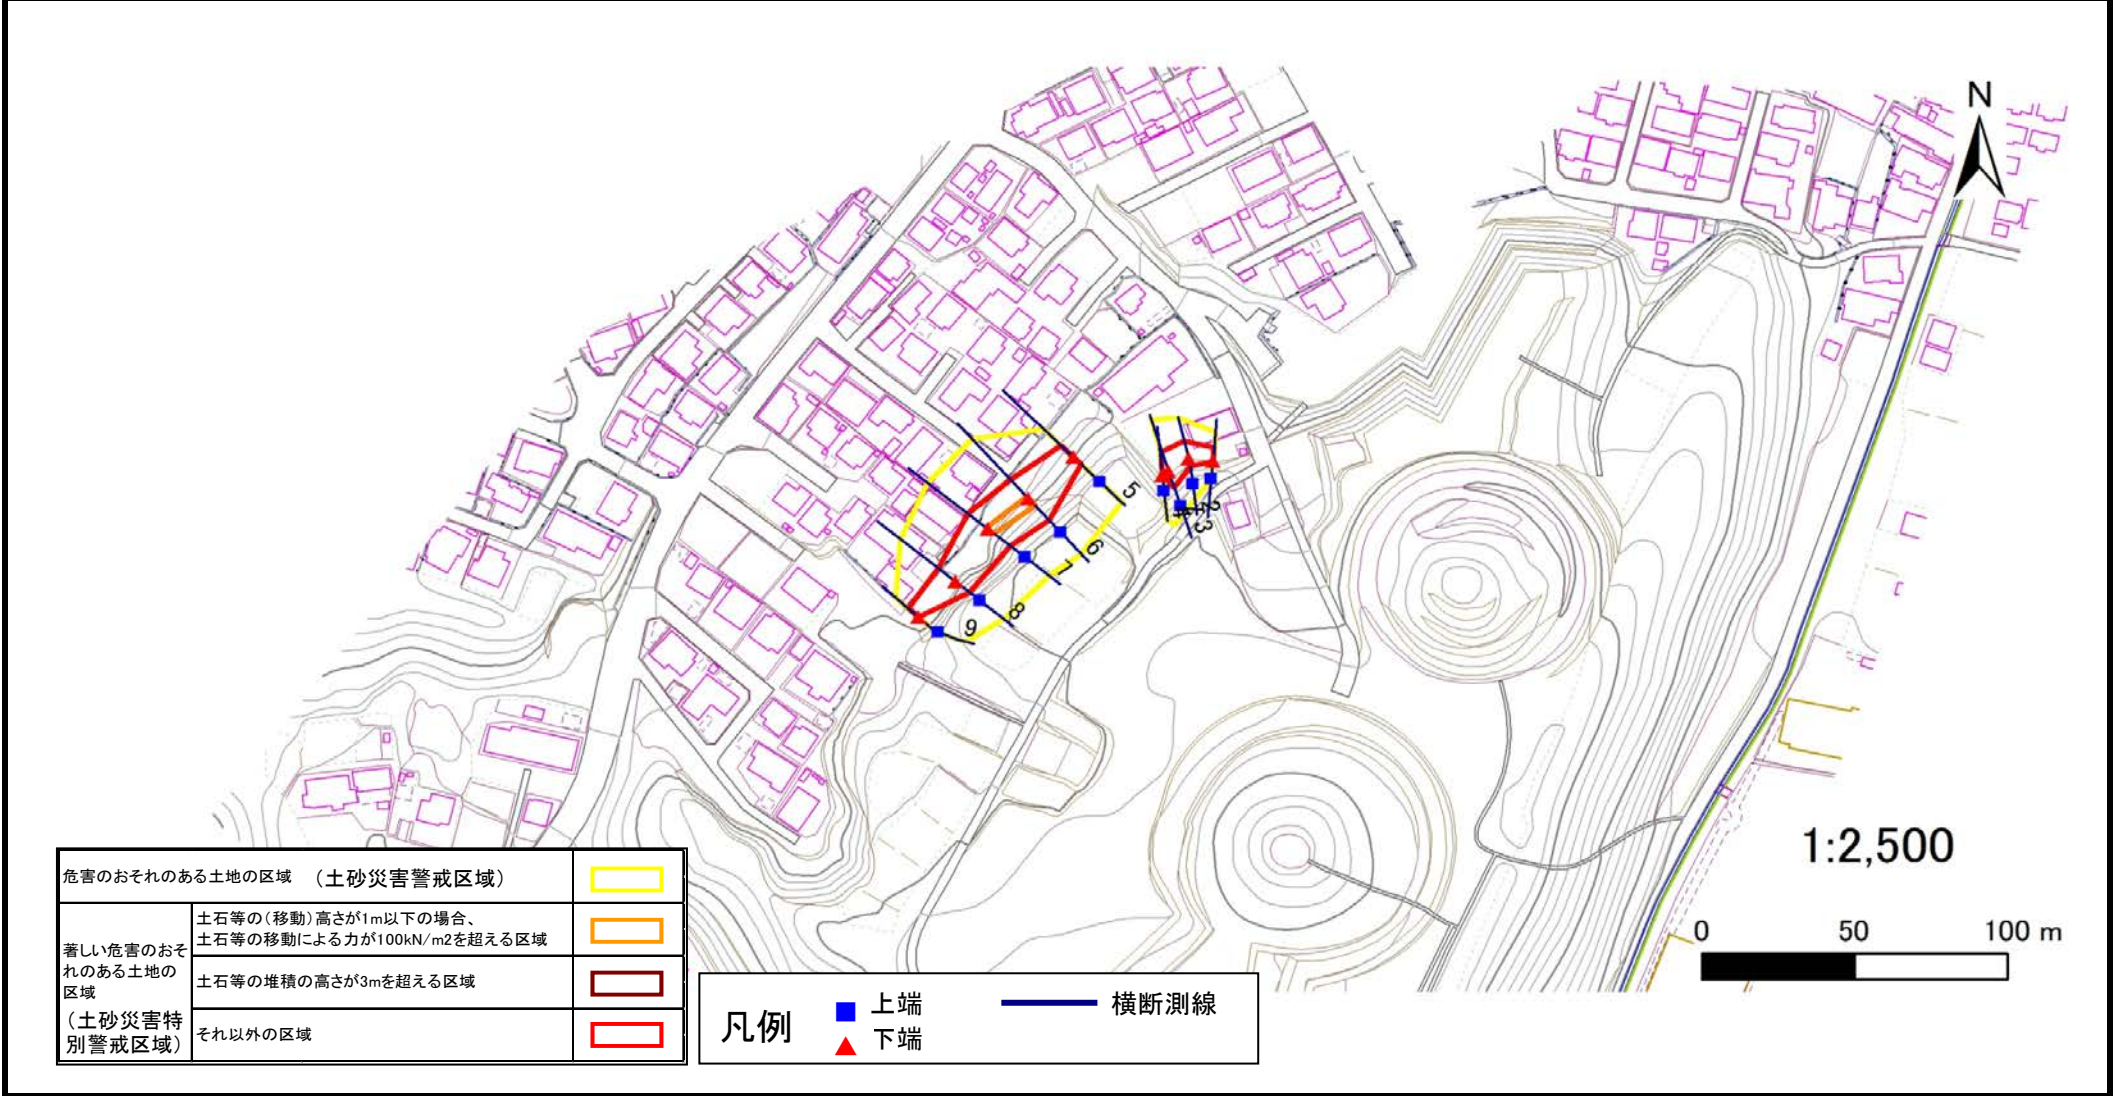 N
5
6
7
8
9
2
3
1:2,500
0 50 100 m
危害のおそれのある土地の区域 (土砂災害警戒区域)
著しい危害のおそ
れのある土地の
区域
(土砂災害特
別警戒区域)
土石等の(移動)高さが1m以下の場合、
土石等の移動による力が100kN/m2を超える区域
土石等の堆積の高さが3mを超える区域
それ以外の区域
凡例
上端
下端
横断測線